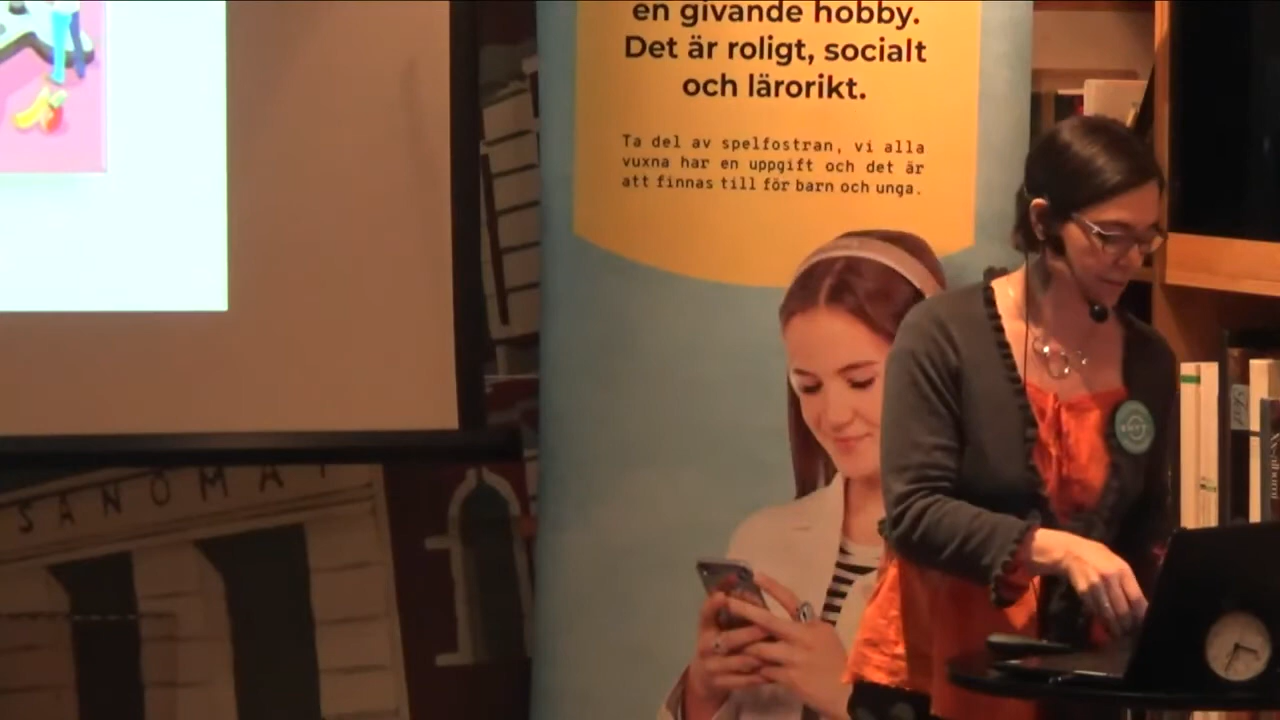 en givande hobby.
Det är roligt, socialt
och lärorikt.
Ta del av spelfostran, vi alla
vuxna har en uppgift och det är
att finnas till för barn och unga.
SANOMAT